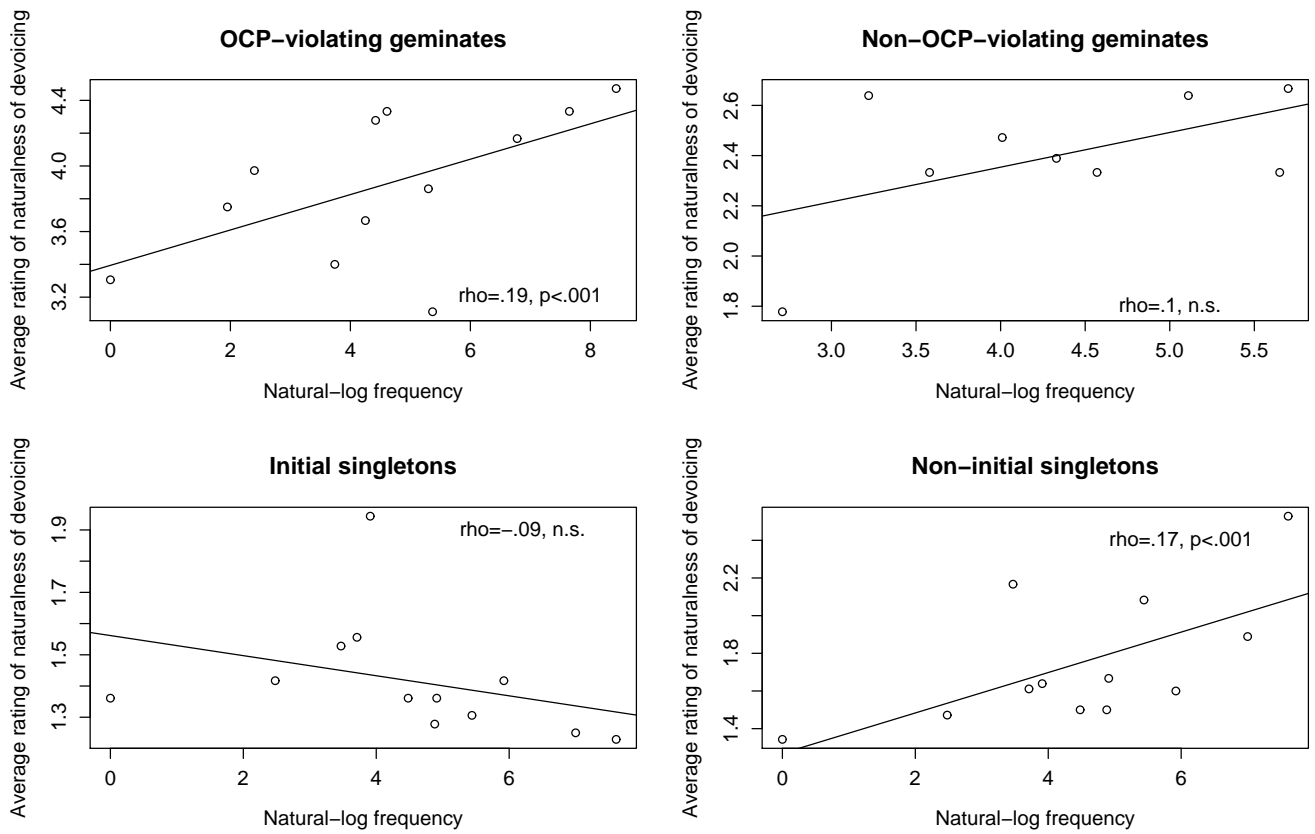 OCP−violating geminates
Average rating of naturalness of devoicing
4.4
4.0
3.6
3.2
rho=.19, p<.001
0 2 4 6 8
Natural−log frequency
Non−OCP−violating geminates
Average rating of naturalness of devoicing
2.6
2.4
2.2
2.0
1.8
rho=.1, n.s.
3.0 3.5 4.0 4.5 5.0 5.5
Natural−log frequency
Initial singletons
Average rating of naturalness of devoicing
1.9
1.7
1.5
1.3
rho=−.09, n.s.
0 2 4 6
Natural−log frequency
Non−initial singletons
Average rating of naturalness of devoicing
2.2
1.8
1.4
rho=.17, p<.001
0 2 4 6
Natural−log frequency